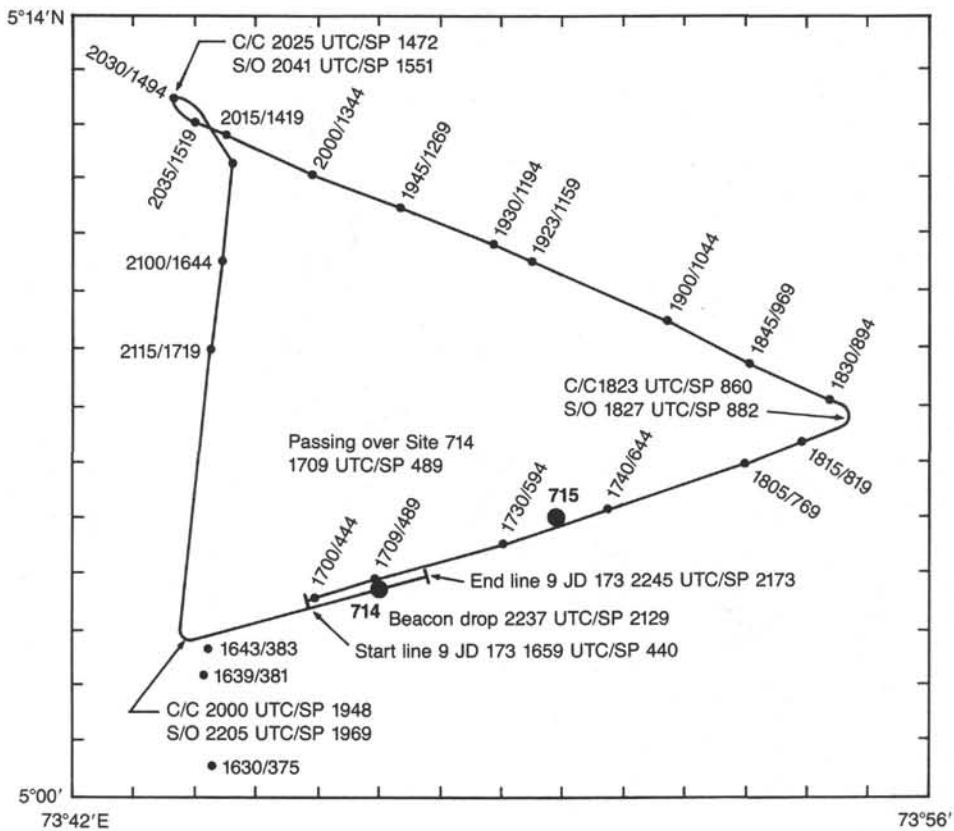 5°14'N
C/C 2025 UTC/SP 1472
S/O 2041 UTC/SP 1551
2030/1494
2015/1419
2035/1519
2000/1344
1945/1269
1930/1194
1923/1159
2100/1644
1900/1044
1845/969
2115/1719
1830/894
C/C1823 UTC/SP 860
S/O 1827 UTC/SP 882
Passing over Site 714
1709 UTC/SP 489
1815/819
1805/769
1740/644
715
1730/594
1709/489
1700/444
End line 9 JD 173 2245 UTC/SP 2173
714
Beacon drop 2237 UTC/SP 2129
Start line 9 JD 173 1659 UTC/SP 440
1643/383
1639/381
C/C 2000 UTC/SP 1948
S/O 2205 UTC/SP 1969
1630/375
5°00'
73°42'E
73°56'